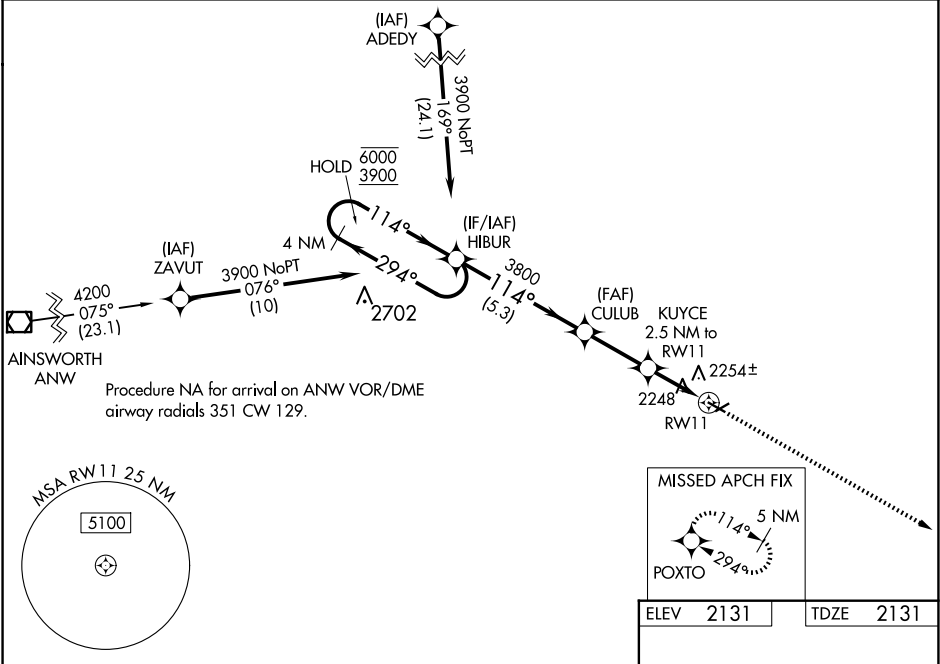 (IAF)
ADEDY
3900 NoPT
169°
(24.1)
HOLD
6000
3900
114°
4 NM
294°
(IF/IAF)
HIBUR
(IAF)
ZAVUT
3900 NoPT
076°
(10)
4200
075°
(23.1)
AINSWORTH
ANW
2702
3800
114°
(5.3)
(FAF)
CULUB
KUYCE
2.5 NM to
RW11
2254±
2248
RW11
Procedure NA for arrival on ANW VOR/DME
airway radials 351 CW 129.
MSA RW11 25 NM
5100
MISSED APCH FIX
114°
5 NM
294°
POXTO
ELEV 2131
TDZE 2131